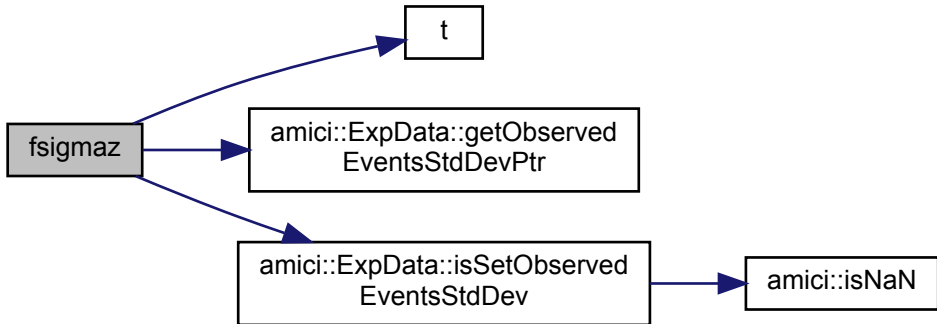 t
fsigmaz
amici::ExpData::getObserved
EventsStdDevPtr
amici::ExpData::isSetObserved
EventsStdDev
amici::isNaN